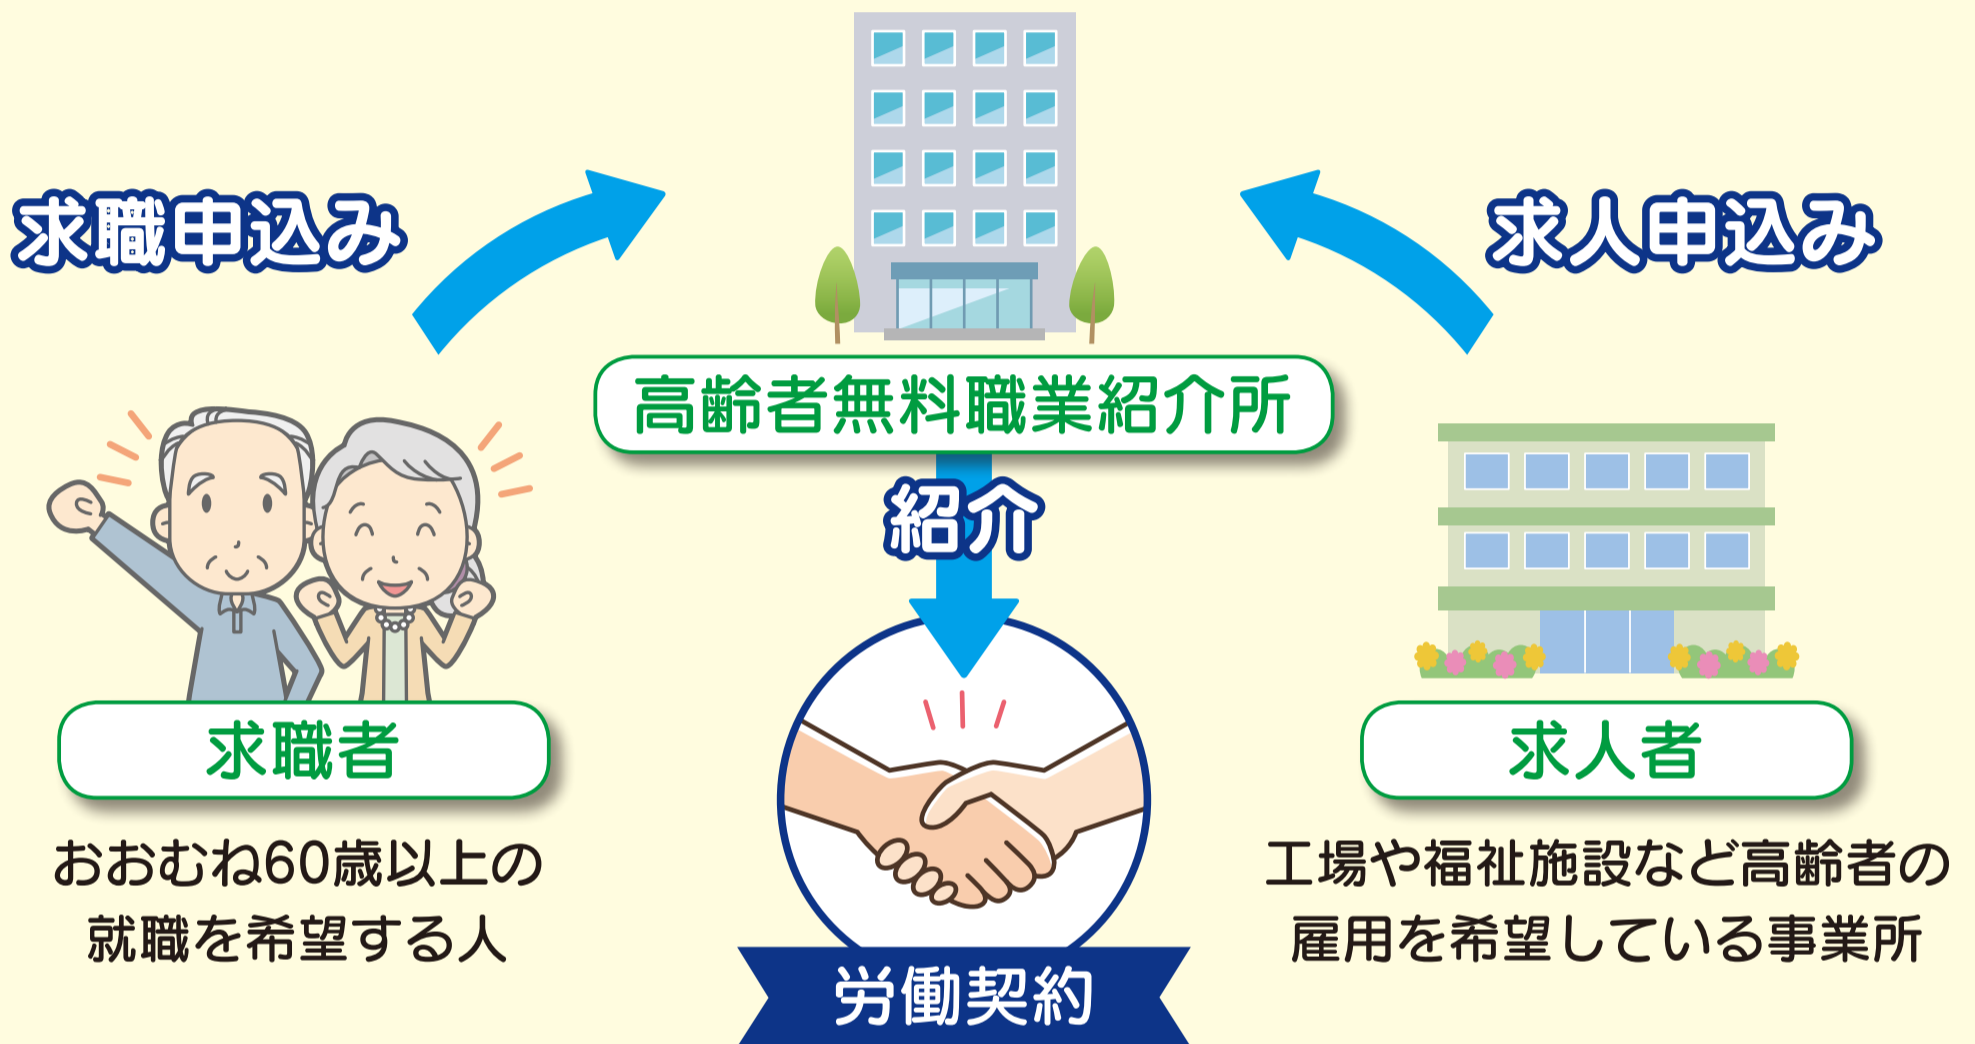 求職申込み
求人申込み
高齢者無料職業紹介所
紹介
求職者
おおむね60歳以上の
就職を希望する人
求人者
工場や福祉施設など高齢者の
雇用を希望している事業所
労働契約